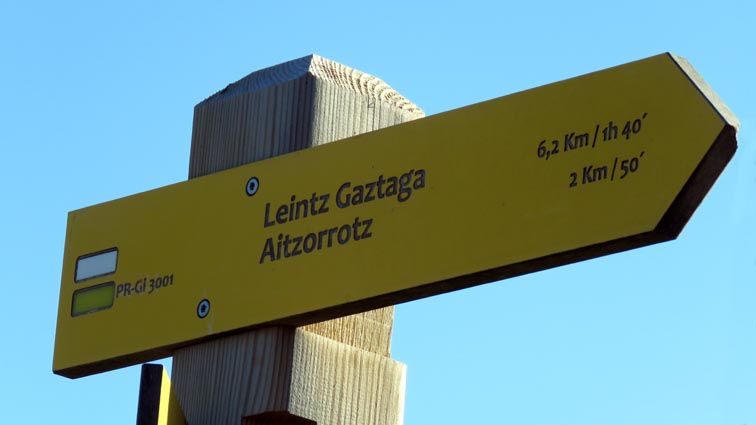 Leintz Gaztaga 6,2 Km / 1h 40´
Aitzorrotz 2 Km / 50´
PR-Gi 3001